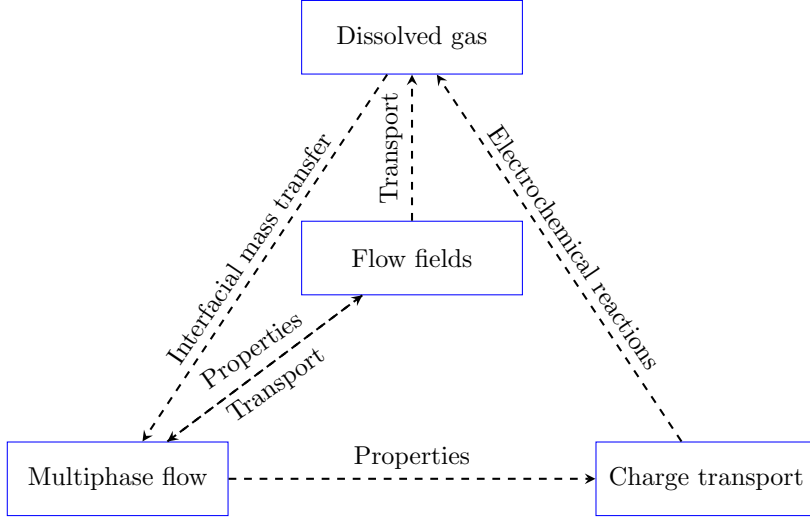 Dissolved gas
Interfacial mass transfer
Transport
Electrochemical reactions
Flow fields
Properties
Transport
Multiphase flow
Properties
Charge transport